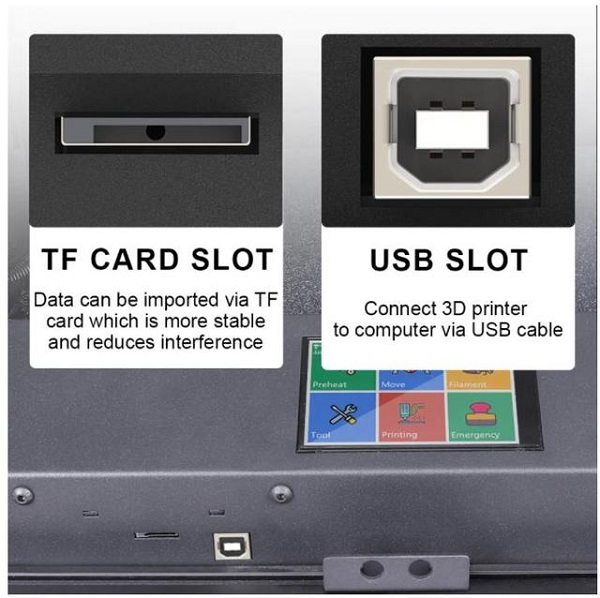 TF CARD SLOT
Data can be imported via TF
card which is more stable
and reduces interference
USB SLOT
Connect 3D printer
to computer via USB cable
Preheat
Move
Filament
Tool
Printing
Emergency